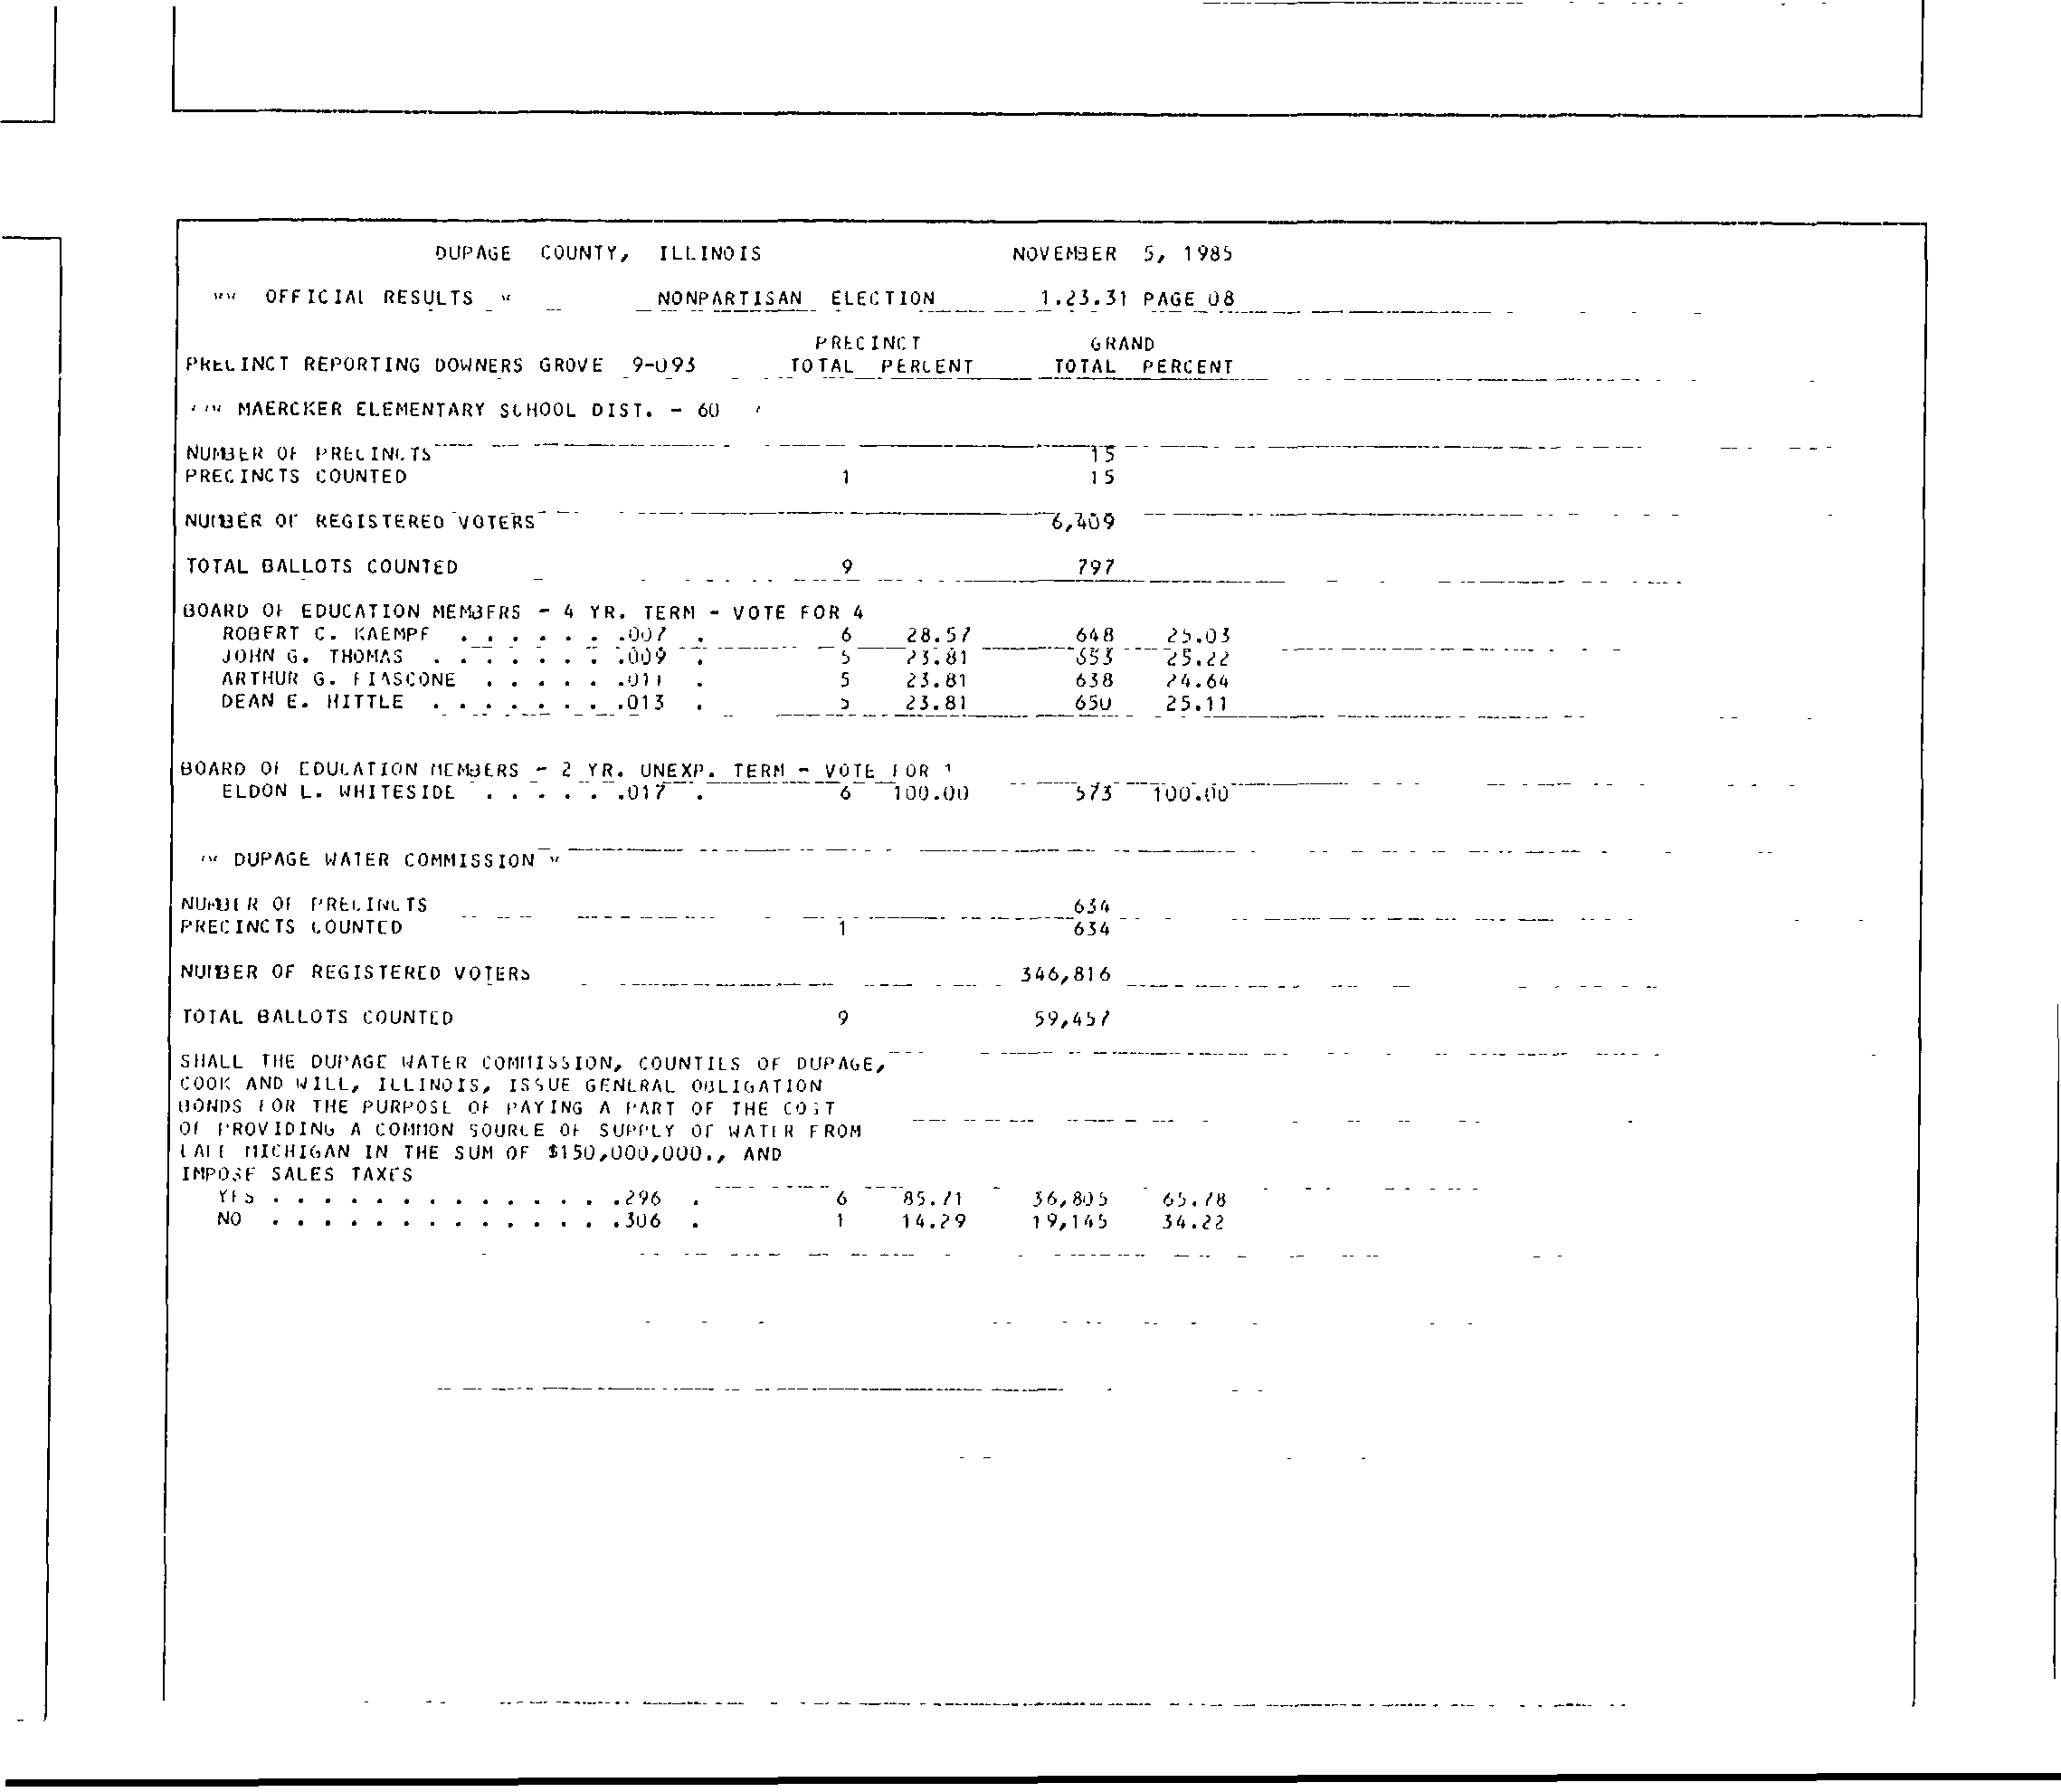 DUPAGE COUNTY, ILLINOIS NOVEMBER 5, 1985
OFFICIAL RESULTS NONPARTISAN ELECTION 1.23.31 PAGE 08
PRECINCT GRAND
PRECINCT REPORTING DOWNERS GROVE 9-093 TOTAL PERCENT TOTAL PERCENT
MAERCKER ELEMENTARY SCHOOL DIST. - 60
NUMBER OF PRECINCTS 15
PRECINCTS COUNTED 1 15
NUMBER OF REGISTERED VOTERS 6,409
TOTAL BALLOTS COUNTED 9 797
BOARD OF EDUCATION MEMBERS - 4 YR. TERM - VOTE FOR 4
ROBERT C. KAEMPF . . . . . . .007 . 6 28.57 648 25.03
JOHN G. THOMAS . . . . . . . .009 . 5 23.81 653 25.22
ARTHUR G. FIASCONE . . . . . .011 . 5 23.81 638 24.64
DEAN E. HITTLE . . . . . . . .013 . 5 23.81 650 25.11
BOARD OF EDUCATION MEMBERS - 2 YR. UNEXP. TERM - VOTE FOR 1
ELDON L. WHITESIDE . . . . . .017 . 6 100.00 573 100.00
DUPAGE WATER COMMISSION
NUMBER OF PRECINCTS 634
PRECINCTS COUNTED 1 634
NUMBER OF REGISTERED VOTERS 346,816
TOTAL BALLOTS COUNTED 9 59,457
SHALL THE DUPAGE WATER COMMISSION, COUNTIES OF DUPAGE,
COOK AND WILL, ILLINOIS, ISSUE GENERAL OBLIGATION
BONDS FOR THE PURPOSE OF PAYING A PART OF THE COST
OF PROVIDING A COMMON SOURCE OF SUPPLY OF WATER FROM
LAKE MICHIGAN IN THE SUM OF $150,000,000., AND
IMPOSE SALES TAXES
YES . . . . . . . . . . . . . .296 . 6 85.71 36,805 65.78
NO . . . . . . . . . . . . . .306 . 1 14.29 19,145 34.22